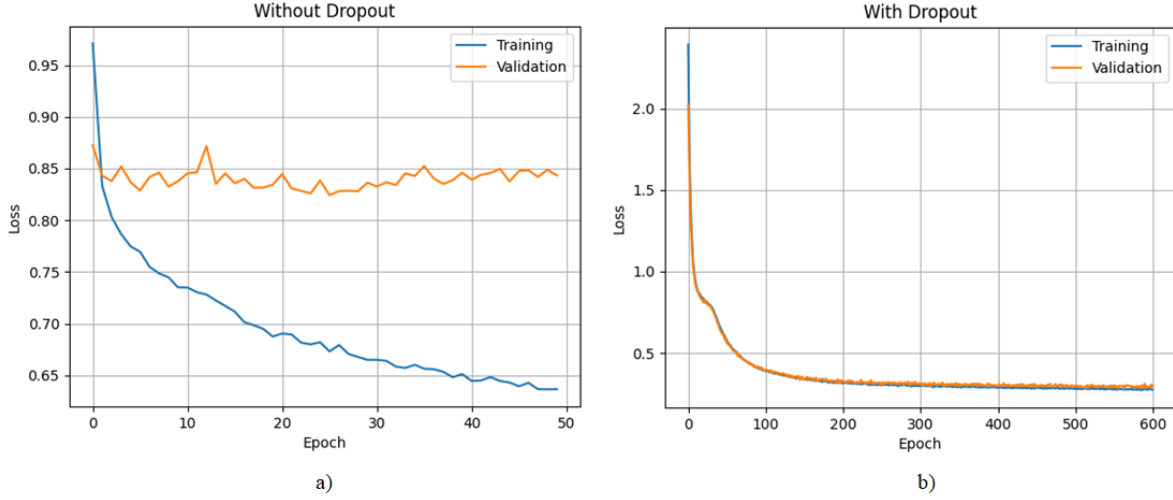 Without Dropout
Training
Validation
0.95
0.90
0.85
0.80
0.75
0.70
0.65
Loss
0
10
20
30
40
50
Epoch
a)
With Dropout
Training
Validation
2.0
1.5
1.0
0.5
Loss
0
100
200
300
400
500
600
Epoch
b)